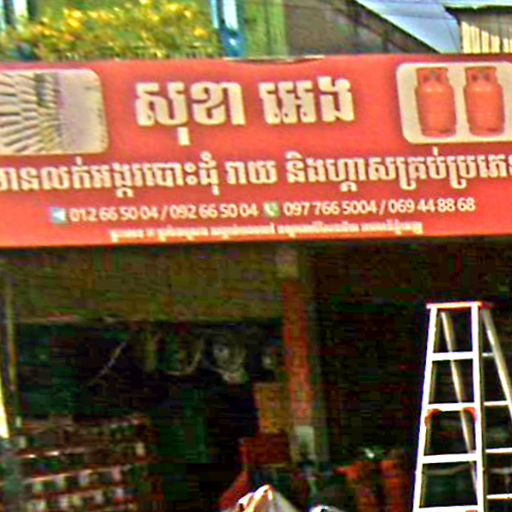 សុខា អេង
មានលក់អង្ករបោះដុំ រាយ និងហ្គាសគ្រប់ប្រភេទ
012 66 50 04 / 092 66 50 04 097 766 5004 / 069 44 88 68